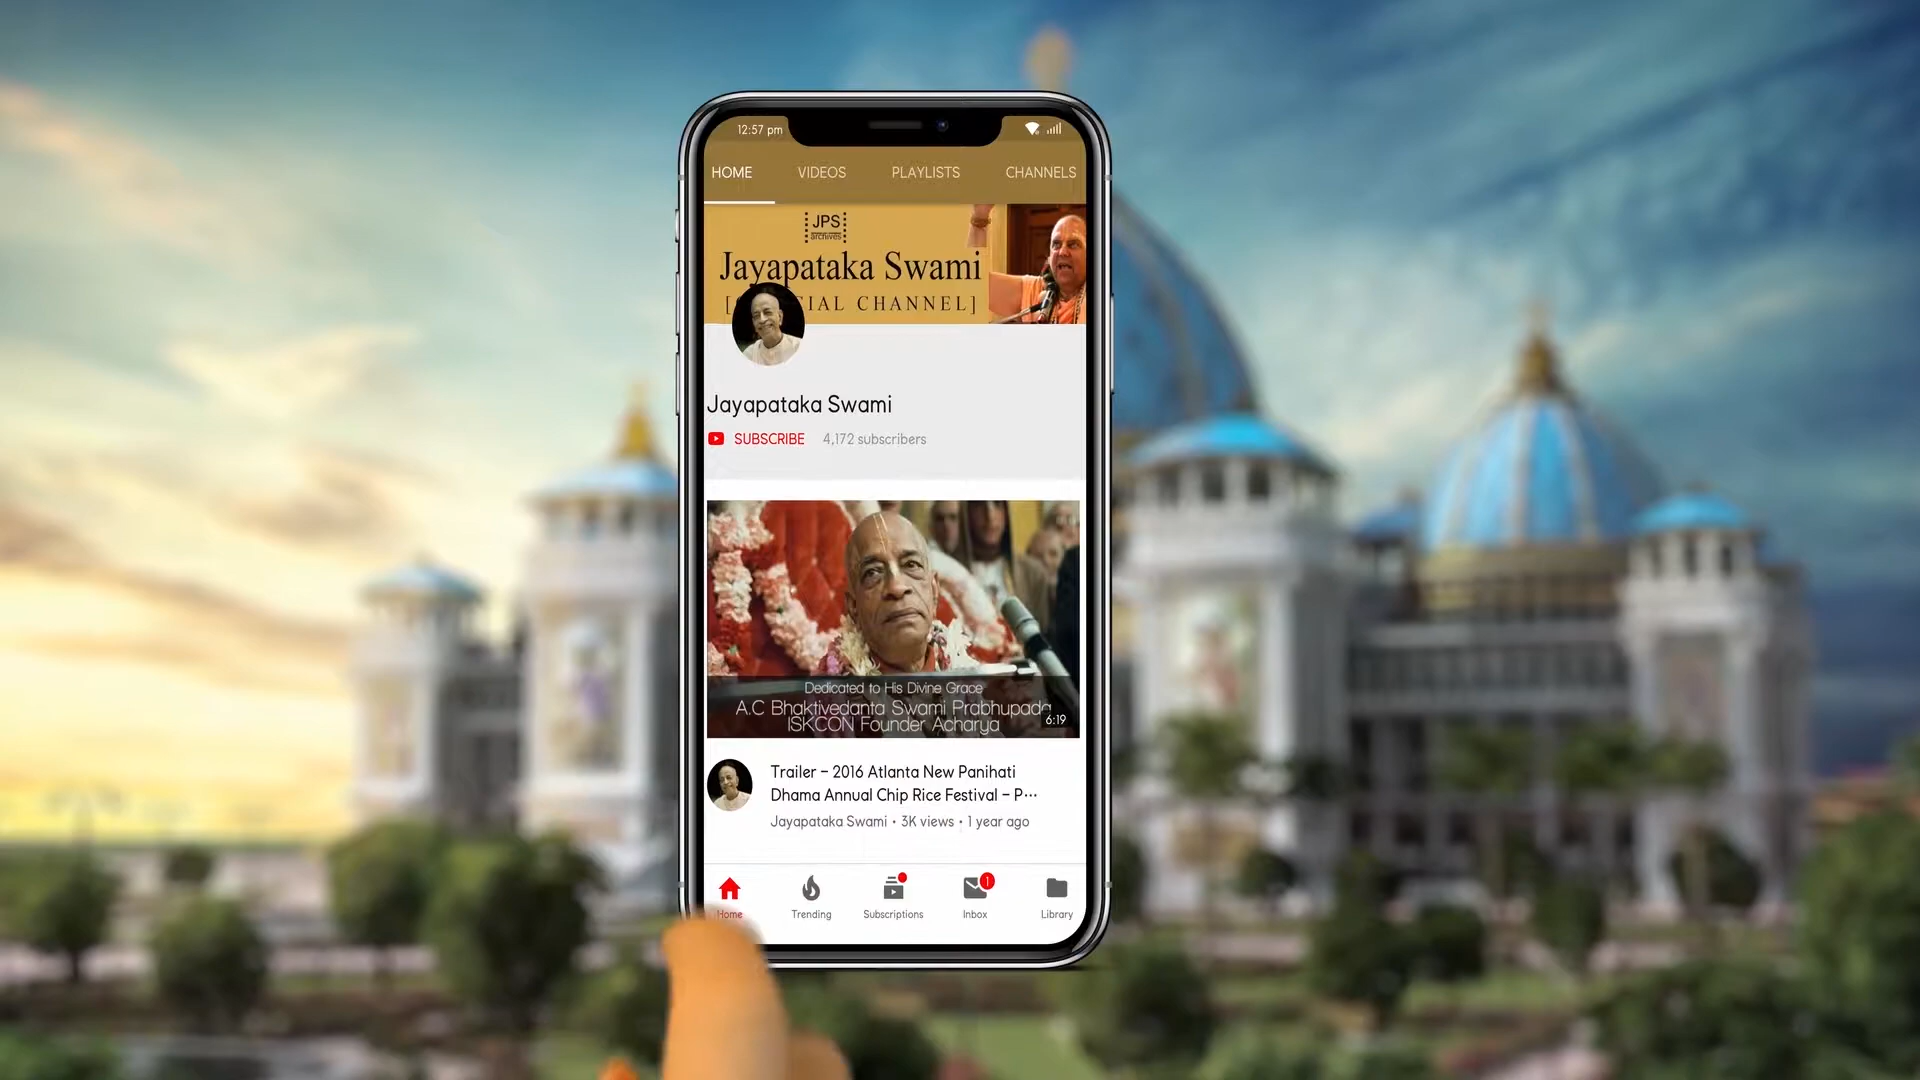 12:57 pm
HOME VIDEOS PLAYLISTS CHANNELS
JPS
archives
Jayapataka Swami
[ CIAL CHANNEL]
Jayapataka Swami
SUBSCRIBE 4,172 subscribers
Dedicated to His Divine Grace
A.C Bhaktivedanta Swami Prabhupada
ISKCON Founder Acharya
6:19
Trailer – 2016 Atlanta New Panihati
Dhama Annual Chip Rice Festival – P...
Jayapataka Swami • 3K views • 1 year ago
1
Home Trending Subscriptions Inbox Library